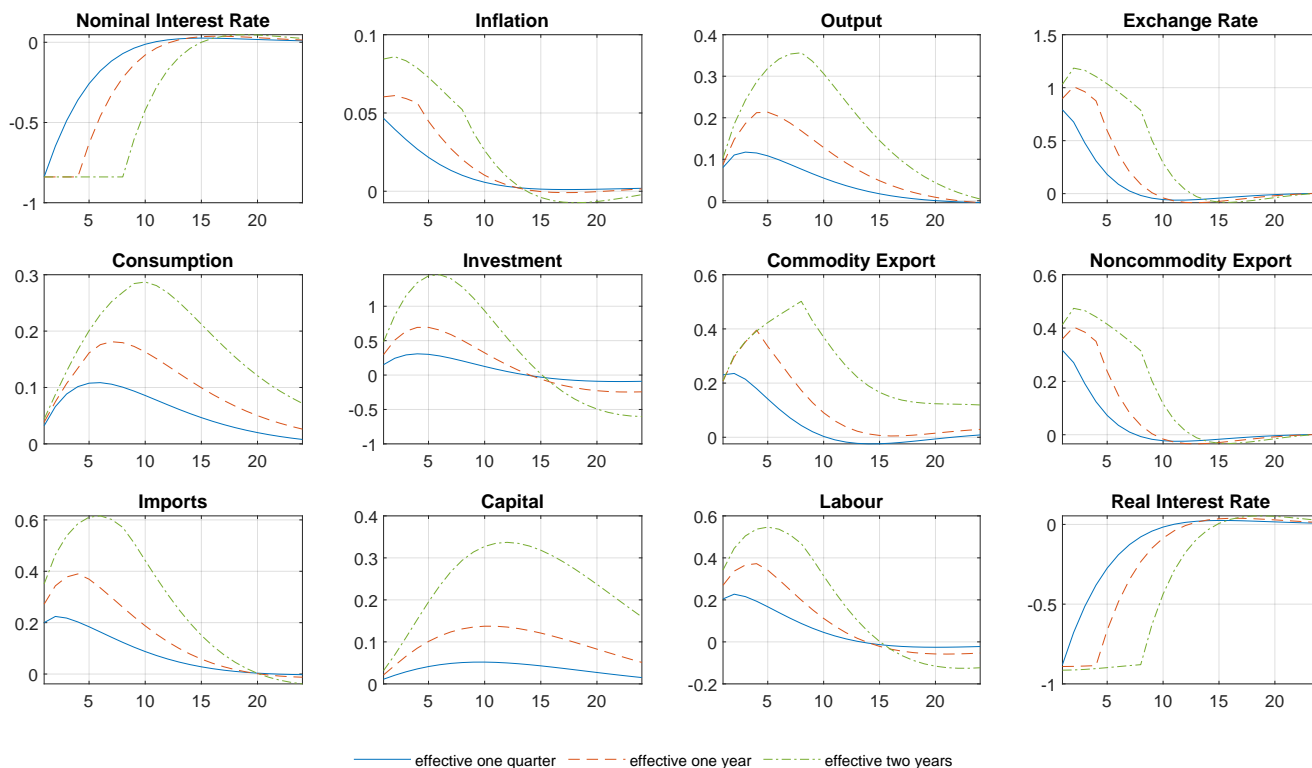 Nominal Interest Rate
0
-0.5
-1
5 10 15 20
Inflation
0.1
0.05
0
5 10 15 20
Output
0.4
0.3
0.2
0.1
0
5 10 15 20
Exchange Rate
1.5
1
0.5
0
5 10 15 20
Consumption
0.3
0.2
0.1
0
5 10 15 20
Investment
1
0.5
0
-0.5
-1
5 10 15 20
Commodity Export
0.6
0.4
0.2
0
5 10 15 20
Noncommodity Export
0.6
0.4
0.2
0
5 10 15 20
Imports
0.6
0.4
0.2
0
5 10 15 20
Capital
0.4
0.3
0.2
0.1
0
5 10 15 20
Labour
0.6
0.4
0.2
0
-0.2
5 10 15 20
Real Interest Rate
0
-0.5
-1
5 10 15 20
effective one quarter effective one year effective two years